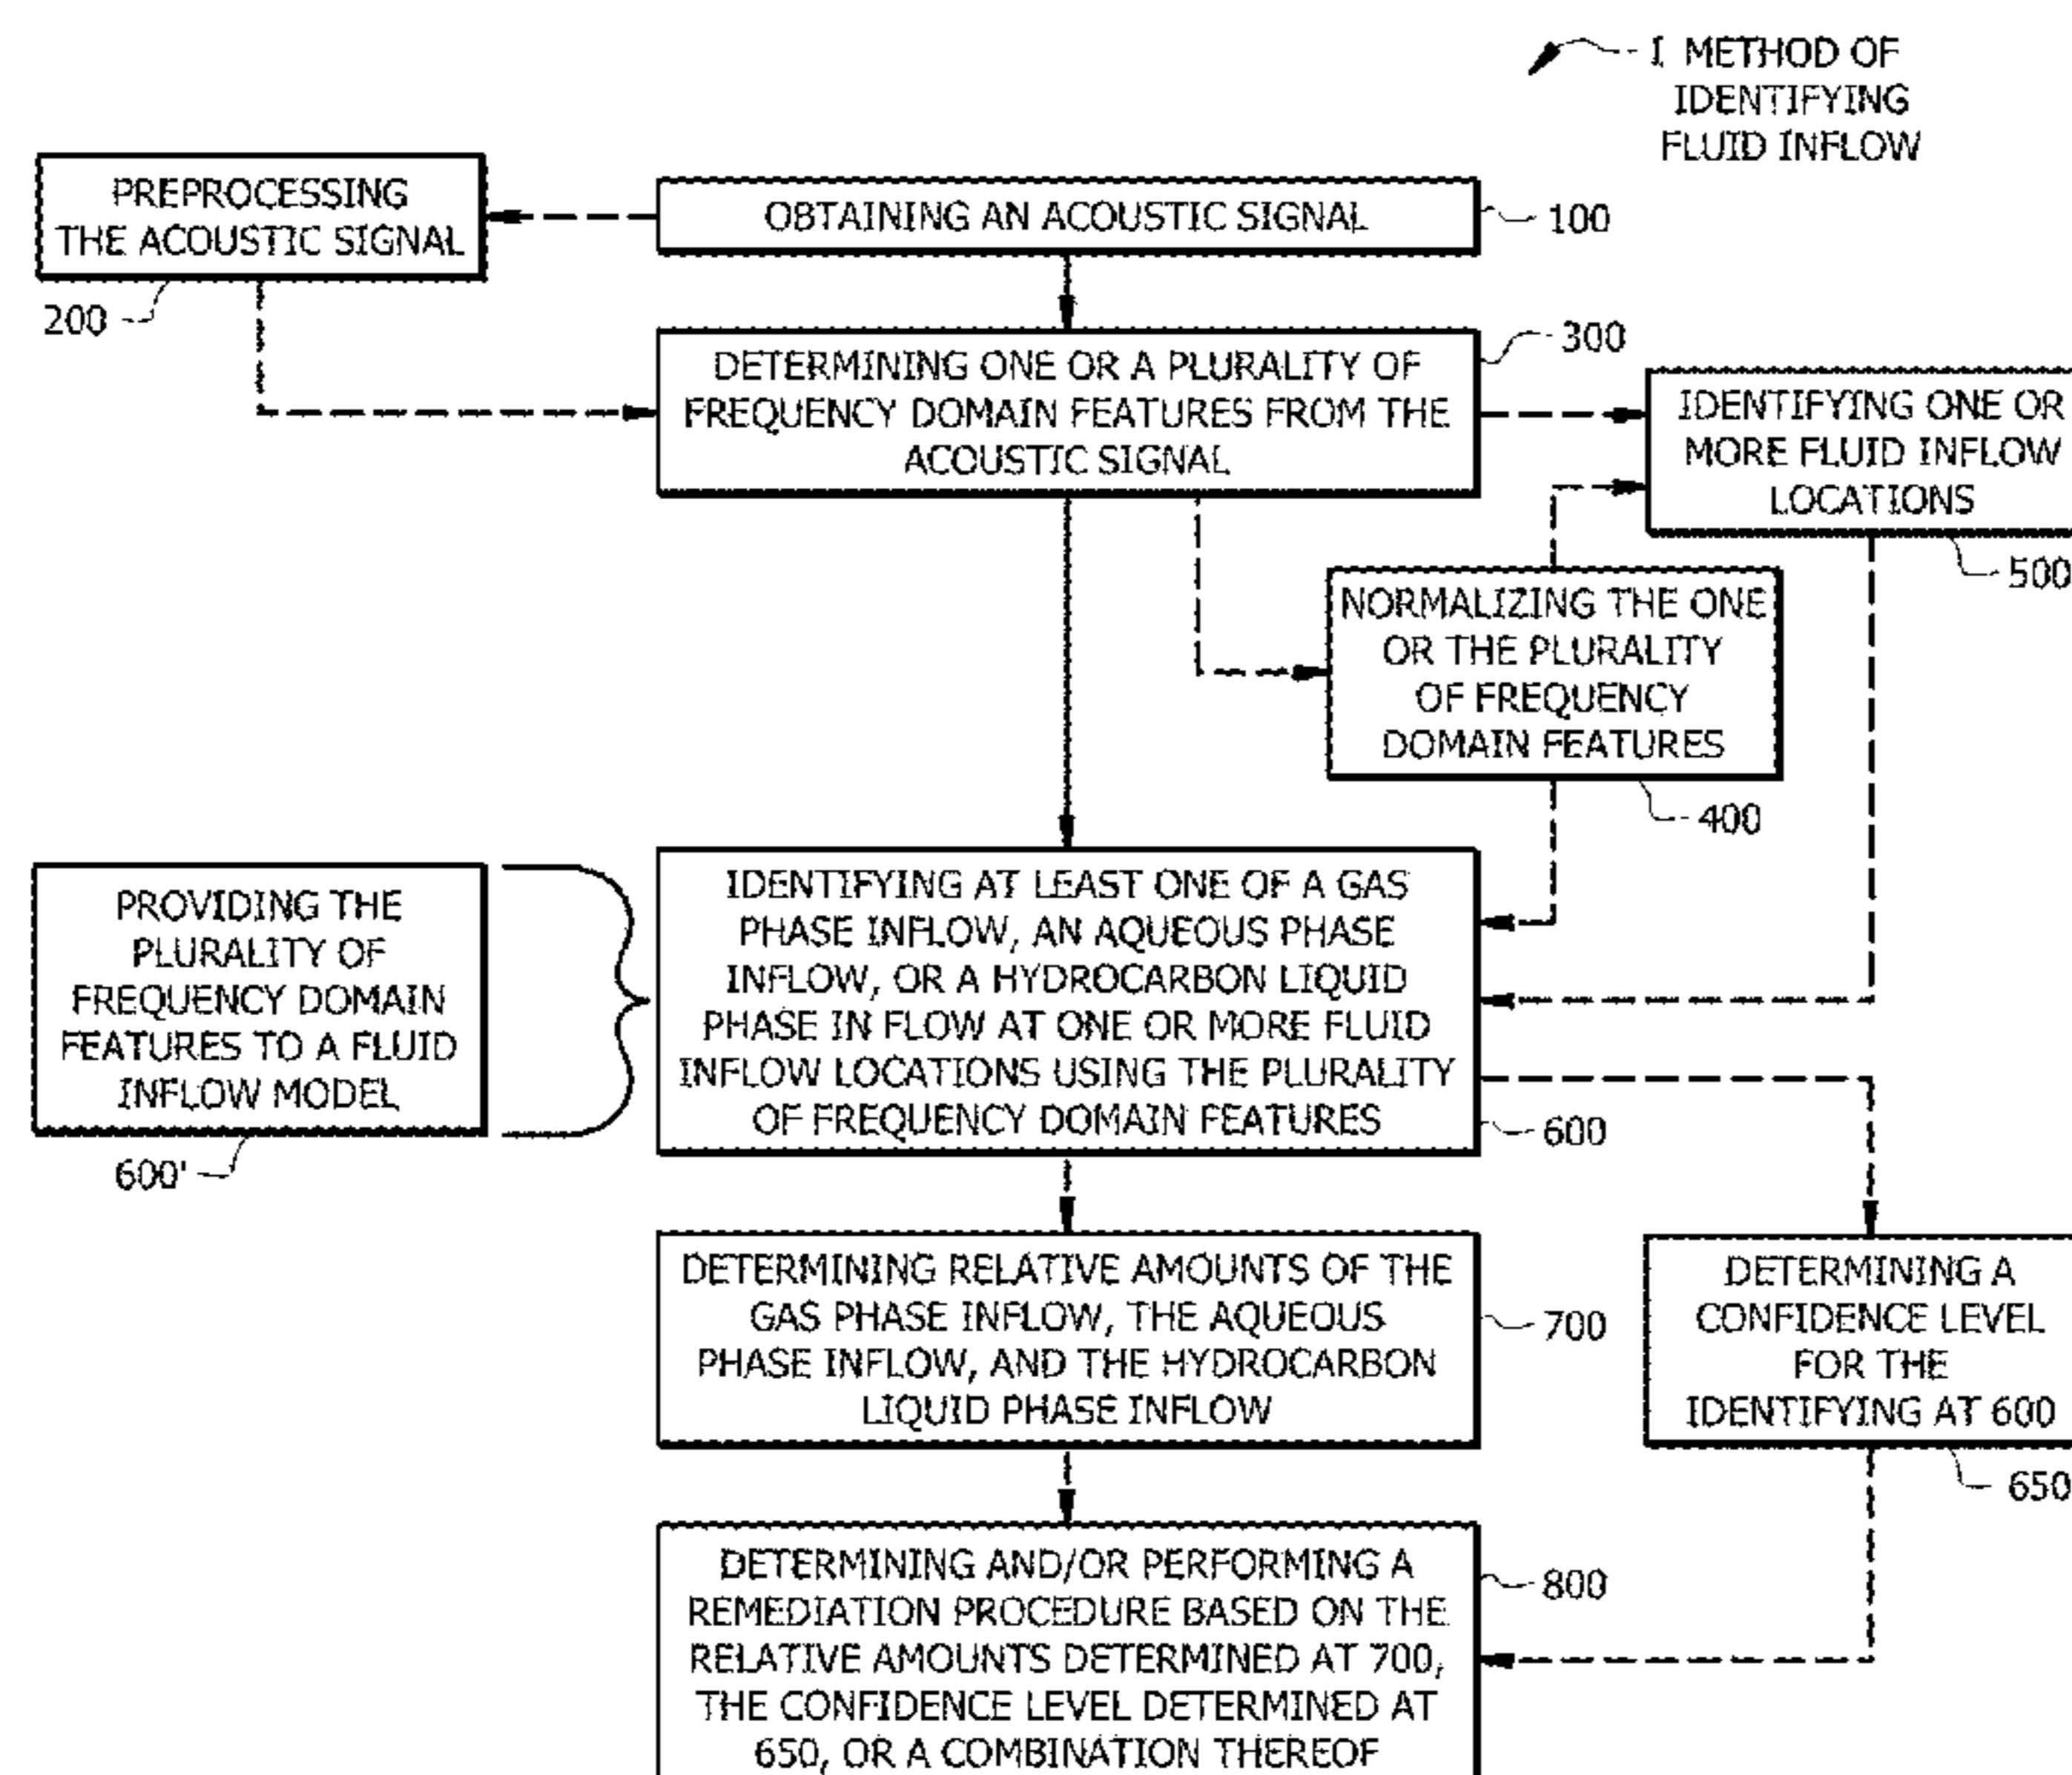 I METHOD OF
IDENTIFYING
FLUID INFLOW
PREPROCESSING
THE ACOUSTIC SIGNAL
200
OBTAINING AN ACOUSTIC SIGNAL
100
DETERMINING ONE OR A PLURALITY OF
FREQUENCY DOMAIN FEATURES FROM THE
ACOUSTIC SIGNAL
300
IDENTIFYING ONE OR
MORE FLUID INFLOW
LOCATIONS
500
NORMALIZING THE ONE
OR THE PLURALITY
OF FREQUENCY
DOMAIN FEATURES
400
PROVIDING THE
PLURALITY OF
FREQUENCY DOMAIN
FEATURES TO A FLUID
INFLOW MODEL
600'
IDENTIFYING AT LEAST ONE OF A GAS
PHASE INFLOW, AN AQUEOUS PHASE
INFLOW, OR A HYDROCARBON LIQUID
PHASE IN FLOW AT ONE OR MORE FLUID
INFLOW LOCATIONS USING THE PLURALITY
OF FREQUENCY DOMAIN FEATURES
600
DETERMINING RELATIVE AMOUNTS OF THE
GAS PHASE INFLOW, THE AQUEOUS
PHASE INFLOW, AND THE HYDROCARBON
LIQUID PHASE INFLOW
700
DETERMINING A
CONFIDENCE LEVEL
FOR THE
IDENTIFYING AT 600
650
DETERMINING AND/OR PERFORMING A
REMEDIATION PROCEDURE BASED ON THE
RELATIVE AMOUNTS DETERMINED AT 700,
THE CONFIDENCE LEVEL DETERMINED AT
650, OR A COMBINATION THEREOF
800